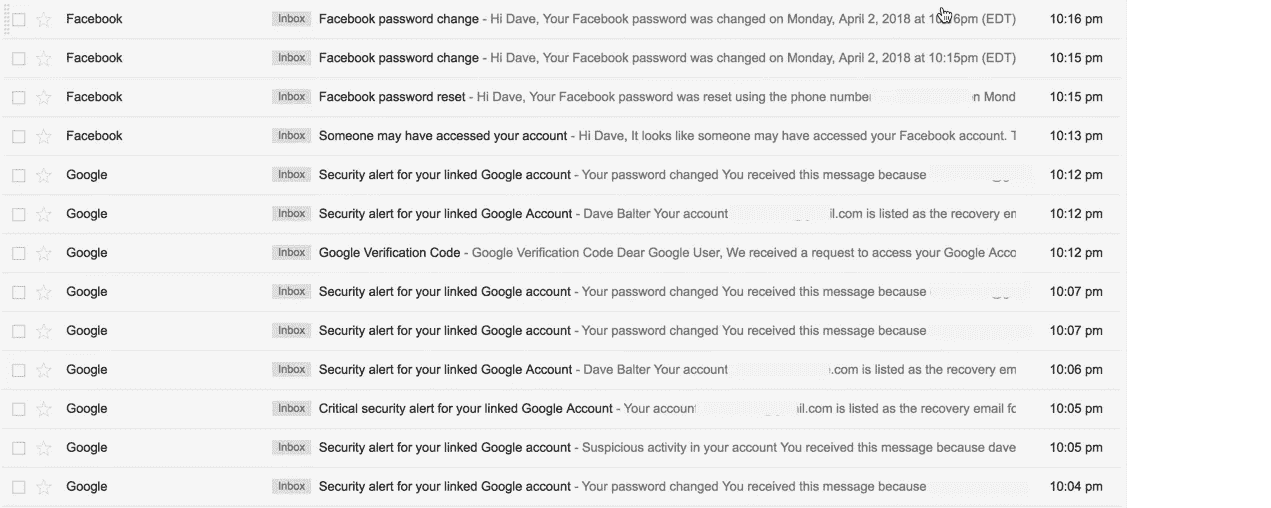 Facebook Inbox Facebook password change - Hi Dave, Your Facebook password was changed on Monday, April 2, 2018 at (EDT) 10:16 pm
Facebook Inbox Facebook password change - Hi Dave, Your Facebook password was changed on Monday, April 2, 2018 at 10:15pm (EDT) 10:15 pm
Facebook Inbox Facebook password reset - Hi Dave, Your Facebook password was reset using the phone number n Mond 10:15 pm
Facebook Inbox Someone may have accessed your account - Hi Dave, It looks like someone may have accessed your Facebook account. T 10:13 pm
Google Inbox Security alert for your linked Google account - Your password changed You received this message because 10:12 pm
Google Inbox Security alert for your linked Google Account - Dave Balter Your account il.com is listed as the recovery en 10:12 pm
Google Inbox Google Verification Code - Google Verification Code Dear Google User, We received a request to access your Google Acco 10:12 pm
Google Inbox Security alert for your linked Google account - Your password changed You received this message because 10:07 pm
Google Inbox Security alert for your linked Google account - Your password changed You received this message because 10:07 pm
Google Inbox Security alert for your linked Google Account - Dave Balter Your account .com is listed as the recovery em 10:06 pm
Google Inbox Critical security alert for your linked Google Account - Your account il.com is listed as the recovery email fo 10:05 pm
Google Inbox Security alert for your linked Google account - Suspicious activity in your account You received this message because dave 10:05 pm
Google Inbox Security alert for your linked Google account - Your password changed You received this message because 10:04 pm